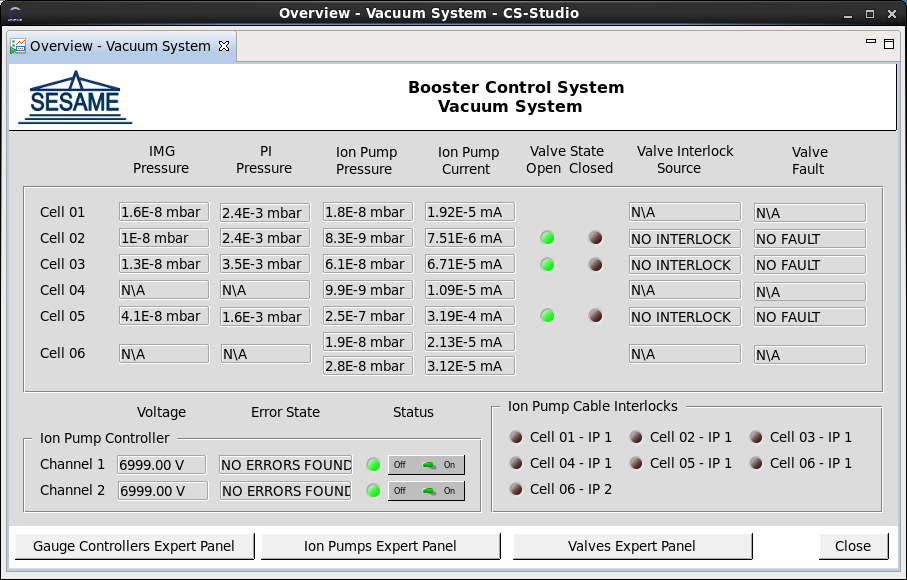 Overview - Vacuum System - CS-Studio
Overview - Vacuum System
SESAME
Booster Control System
Vacuum System
IMG Pressure PI Pressure Ion Pump Pressure Ion Pump Current Valve State Open Closed Valve Interlock Source Valve Fault
Cell 01 1.6E-8 mbar 2.4E-3 mbar 1.8E-8 mbar 1.92E-5 mA N\A N\A
Cell 02 1E-8 mbar 2.4E-3 mbar 8.3E-9 mbar 7.51E-6 mA NO INTERLOCK NO FAULT
Cell 03 1.3E-8 mbar 3.5E-3 mbar 6.1E-8 mbar 6.71E-5 mA NO INTERLOCK NO FAULT
Cell 04 N\A N\A 9.9E-9 mbar 1.09E-5 mA N\A N\A
Cell 05 4.1E-8 mbar 1.6E-3 mbar 2.5E-7 mbar 3.19E-4 mA NO INTERLOCK NO FAULT
1.9E-8 mbar 2.13E-5 mA
Cell 06 N\A N\A N\A N\A
2.8E-8 mbar 3.12E-5 mA
Voltage Error State Status
Ion Pump Controller
Channel 1 6999.00 V NO ERRORS FOUND Off On
Channel 2 6999.00 V NO ERRORS FOUND Off On
Ion Pump Cable Interlocks
Cell 01 - IP 1 Cell 02 - IP 1 Cell 03 - IP 1
Cell 04 - IP 1 Cell 05 - IP 1 Cell 06 - IP 1
Cell 06 - IP 2
Gauge Controllers Expert Panel Ion Pumps Expert Panel Valves Expert Panel Close